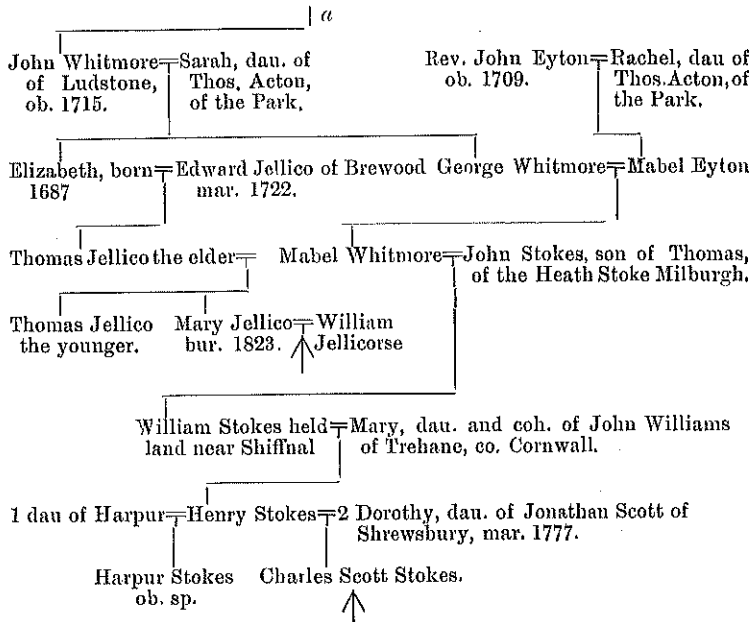 a
John Whitmore Sarah, dau. of
of Ludstone, Thos. Acton,
ob. 1715. of the Park.
Rev. John Eyton Rachel, dau of
ob. 1709. Thos. Acton, of
the Park.
Elizabeth, born Edward Jellico of Brewood George Whitmore Mabel Eyton
1687 mar. 1722.
Thomas Jellico the elder Mabel Whitmore John Stokes, son of Thomas,
of the Heath Stoke Milburgh.
Thomas Jellico Mary Jellico William
the younger. bur. 1823. Jellicorse
William Stokes held Mary, dau. and coh. of John Williams
land near Shiffnal of Trehane, co. Cornwall.
1 dau of Harpur Henry Stokes 2 Dorothy, dau. of Jonathan Scott of
Shrewsbury, mar. 1777.
Harpur Stokes Charles Scott Stokes.
ob. sp.